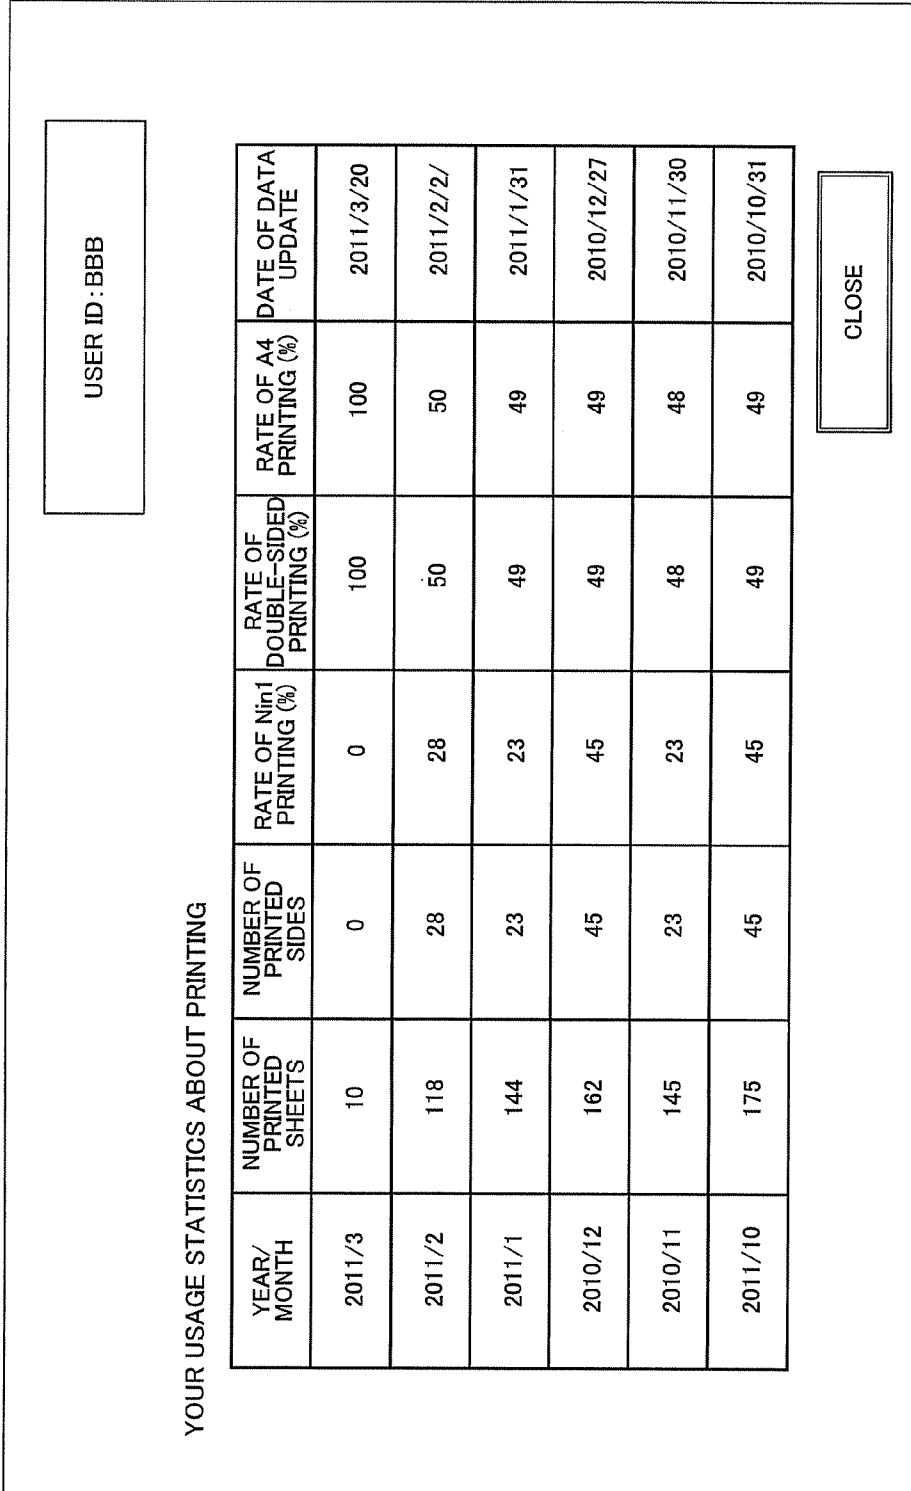 USER ID:BBB
YOUR USAGE STATISTICS ABOUT PRINTING
YEAR/
MONTH
NUMBER OF
PRINTED
SHEETS
NUMBER OF
PRINTED
SIDES
RATE OF Nin1
PRINTING (%)
RATE OF
DOUBLE-SIDED
PRINTING (%)
RATE OF A4
PRINTING (%)
DATE OF DATA
UPDATE
2011/3 10 0 0 100 100 2011/3/20
2011/2 118 28 28 50 50 2011/2/2/
2011/1 144 23 23 49 49 2011/1/31
2010/12 162 45 45 49 49 2010/12/27
2010/11 145 23 23 48 48 2010/11/30
2011/10 175 45 45 49 49 2010/10/31
CLOSE